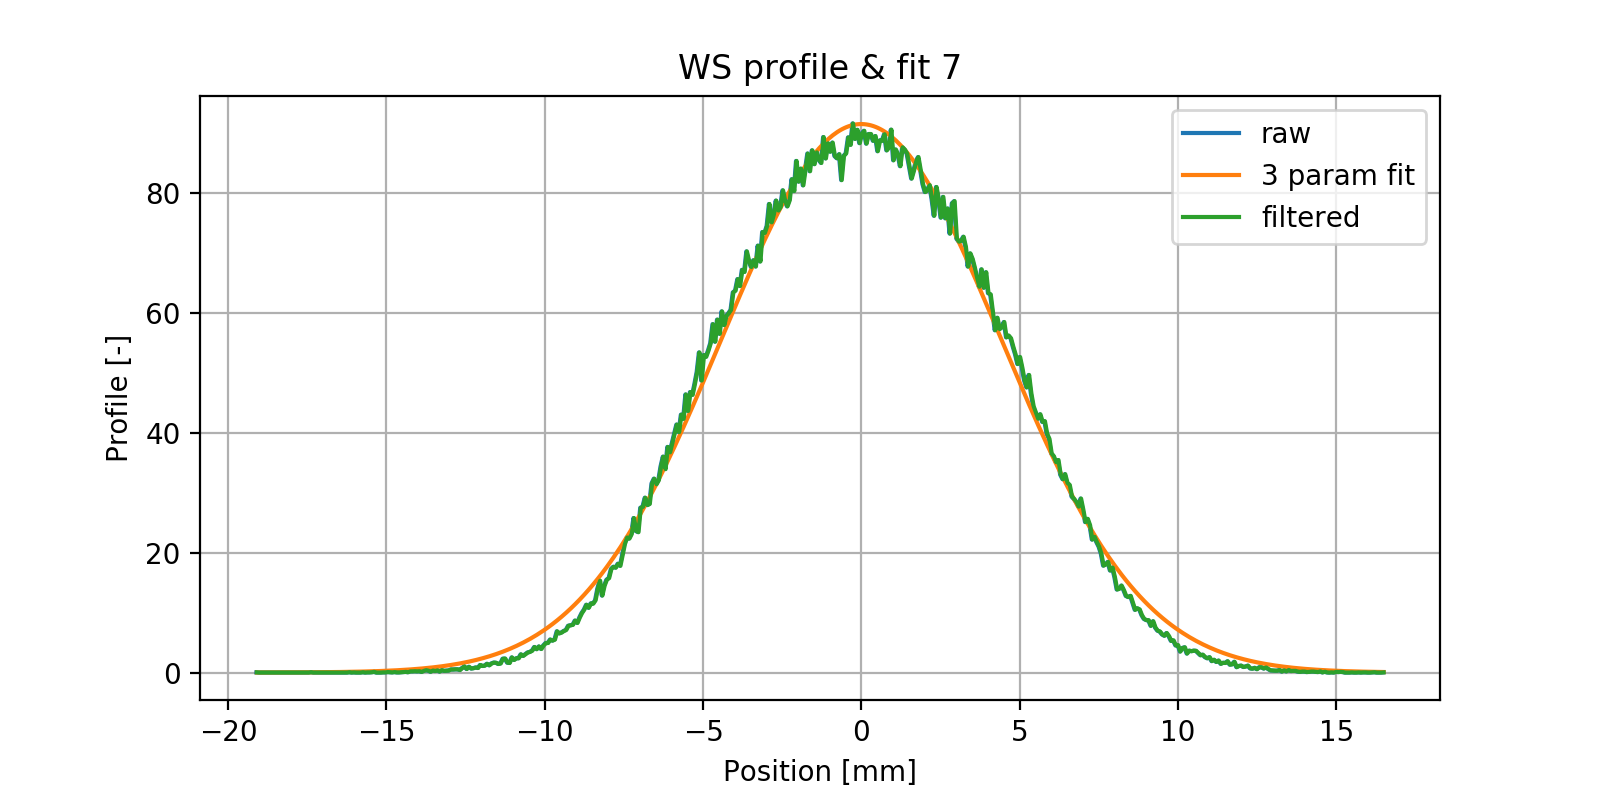 WS profile & fit 7
raw
3 param fit
filtered
80
60
40
20
0
Profile [-]
−20 −15 −10 −5 0 5 10 15
Position [mm]